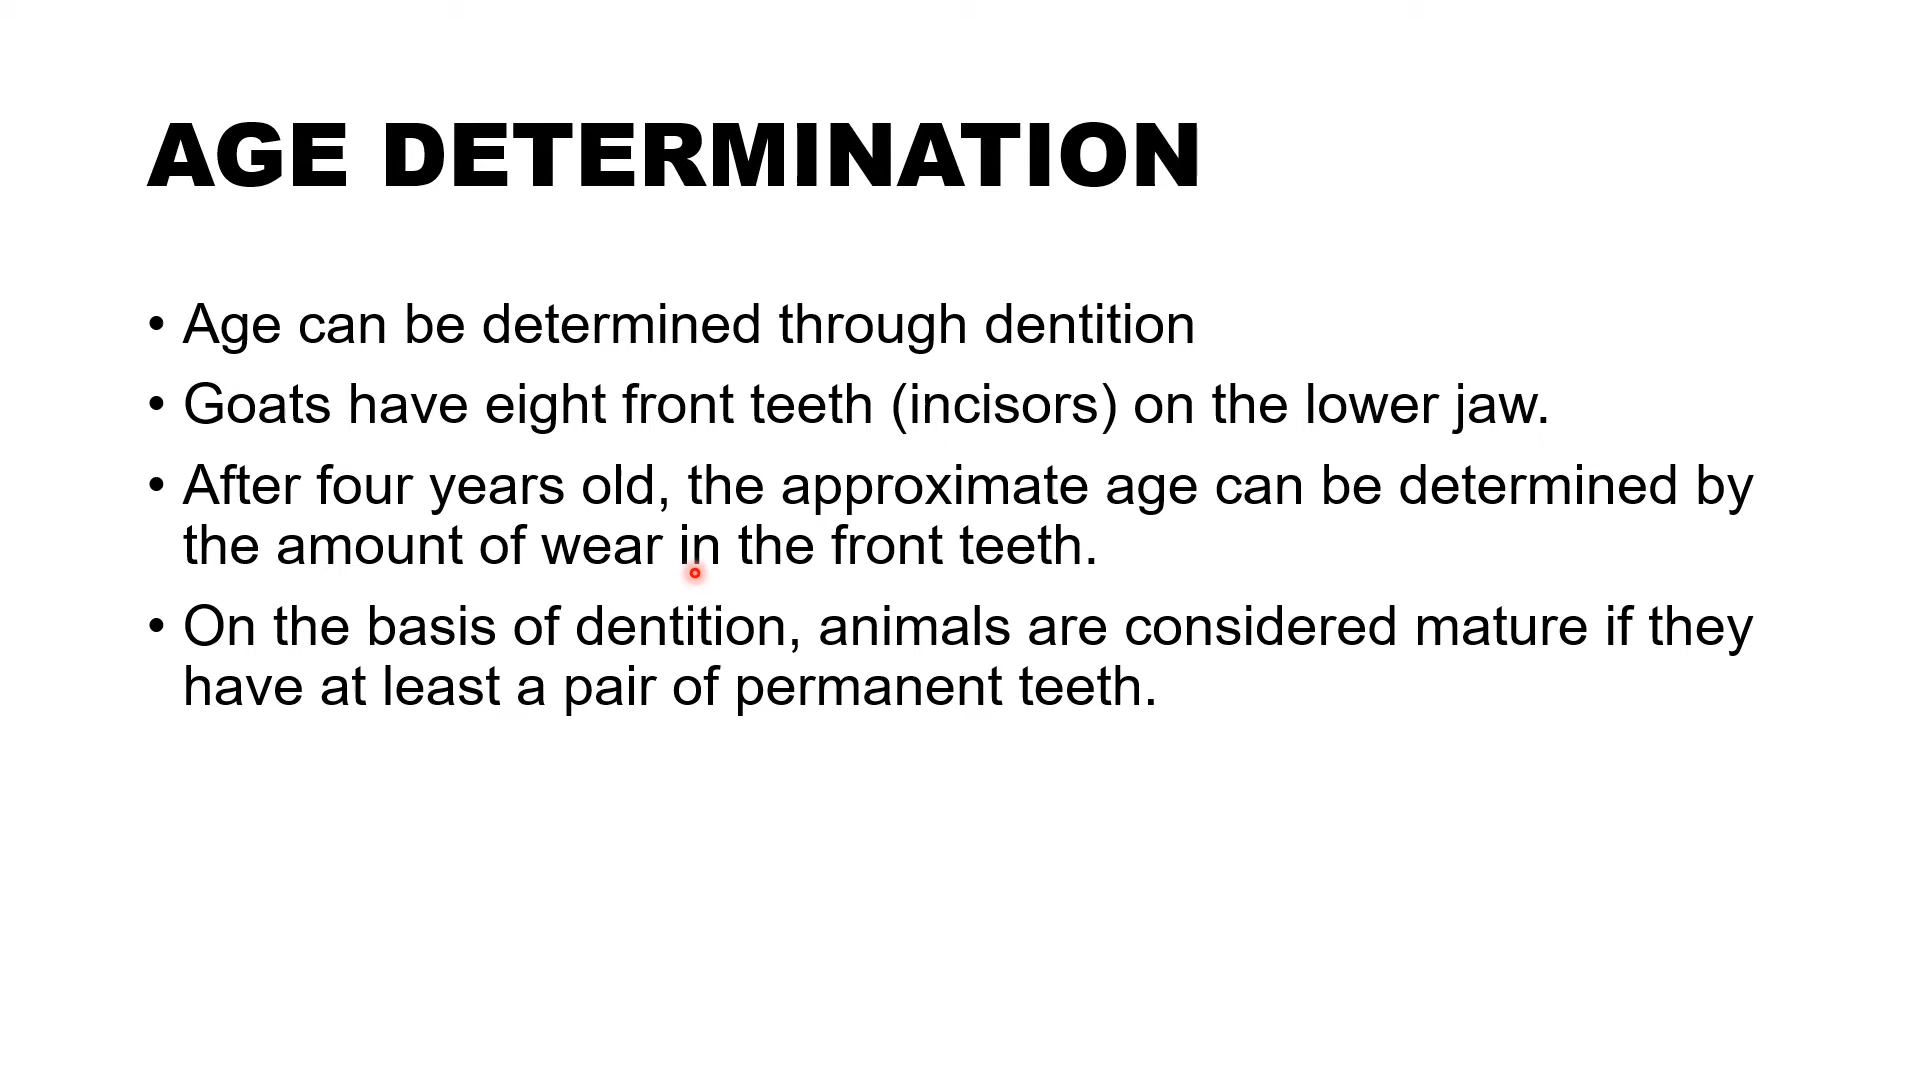 AGE DETERMINATION
• Age can be determined through dentition
• Goats have eight front teeth (incisors) on the lower jaw.
• After four years old, the approximate age can be determined by
the amount of wear in the front teeth.
• On the basis of dentition, animals are considered mature if they
have at least a pair of permanent teeth.